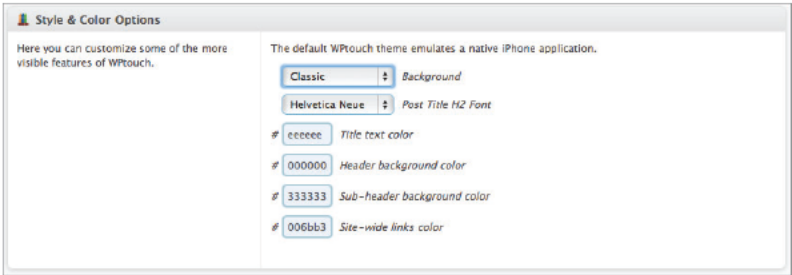 Style & Color Options
Here you can customize some of the more
visible features of WPtouch.
The default WPtouch theme emulates a native iPhone application.
Classic Background
Helvetica Neue Post Title H2 Font
# eeeeee Title text color
# 000000 Header background color
# 333333 Sub-header background color
# 006bb3 Site-wide links color